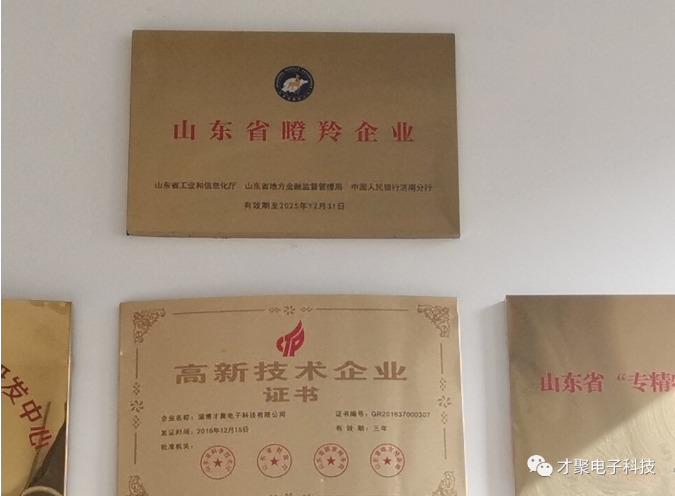 山东省瞪羚企业
山东省工业和信息化厅 山东省地方金融监督管理局 中国人民银行济南分行
有效期至2025年12月31日
研发中心
高新技术企业
证书
企业名称：淄博才聚电子科技有限公司 证书编号：GR201637000307
发证时间：2016年12月15日 有效期：三年
批准机关：
山东省“专精特
才聚电子科技